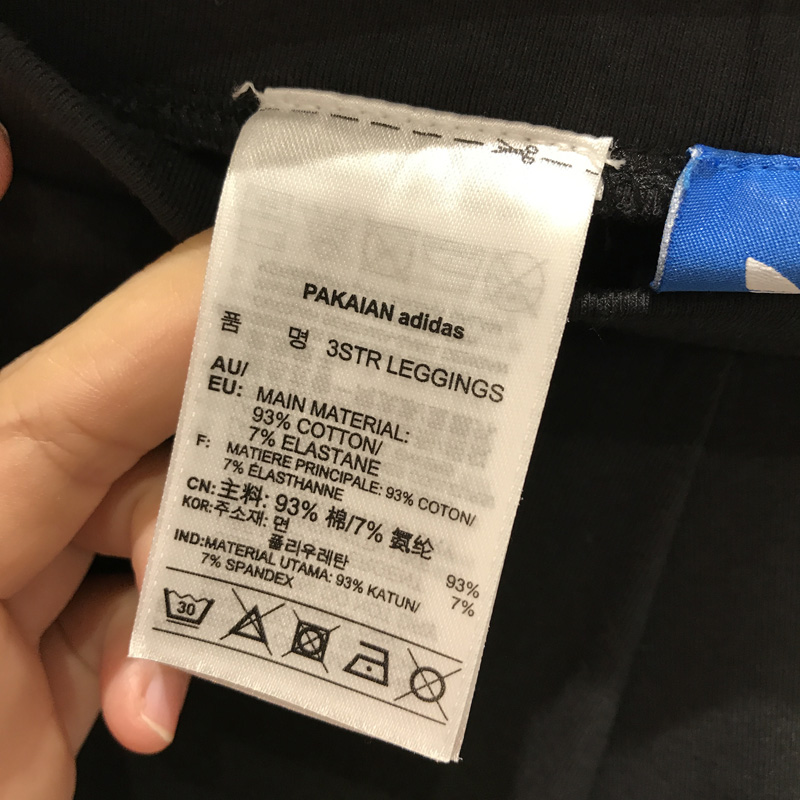 PAKAIAN adidas
품 명 3STR LEGGINGS
AU/
EU: MAIN MATERIAL:
93% COTTON/
7% ELASTANE
F: MATIERE PRINCIPALE: 93% COTON/
7% ÉLASTHANNE
CN: 主料: 93% 棉/7% 氨纶
KOR: 주소재: 면 93%
폴리우레탄 7%
IND: MATERIAL UTAMA: 93% KATUN/
7% SPANDEX
30